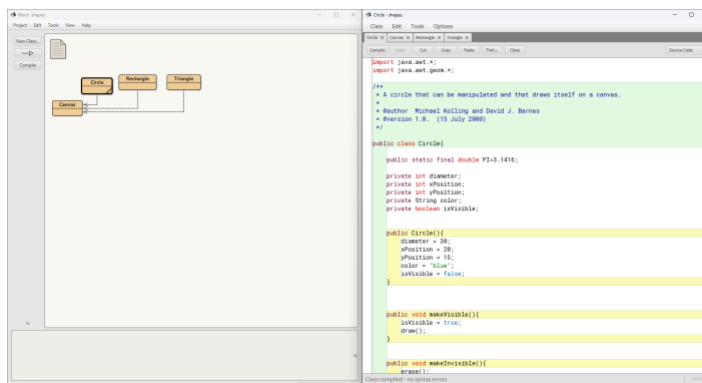 BlueJ: shapes
Project Edit Tools View Help
New Class...
Compile
Circle
Rectangle
Triangle
Canvas
Circle - shapes
Class Edit Tools Options
Circle X Canvas X Rectangle X Triangle X
Compile Undo Cut Copy Paste Find... Close Source Code
import java.awt.*;
import java.awt.geom.*;
/**
* A circle that can be manipulated and that draws itself on a canvas.
*
* @author Michael Kolling and David J. Barnes
* @version 1.0. (15 July 2000)
*/
public class Circle{
public static final double PI=3.1416;
private int diameter;
private int xPosition;
private int yPosition;
private String color;
private boolean isVisible;
public Circle(){
diameter = 30;
xPosition = 20;
yPosition = 15;
color = "blue";
isVisible = false;
}
public void makeVisible(){
isVisible = true;
draw();
}
public void makeInvisible(){
erase();
Class compiled - no syntax errors